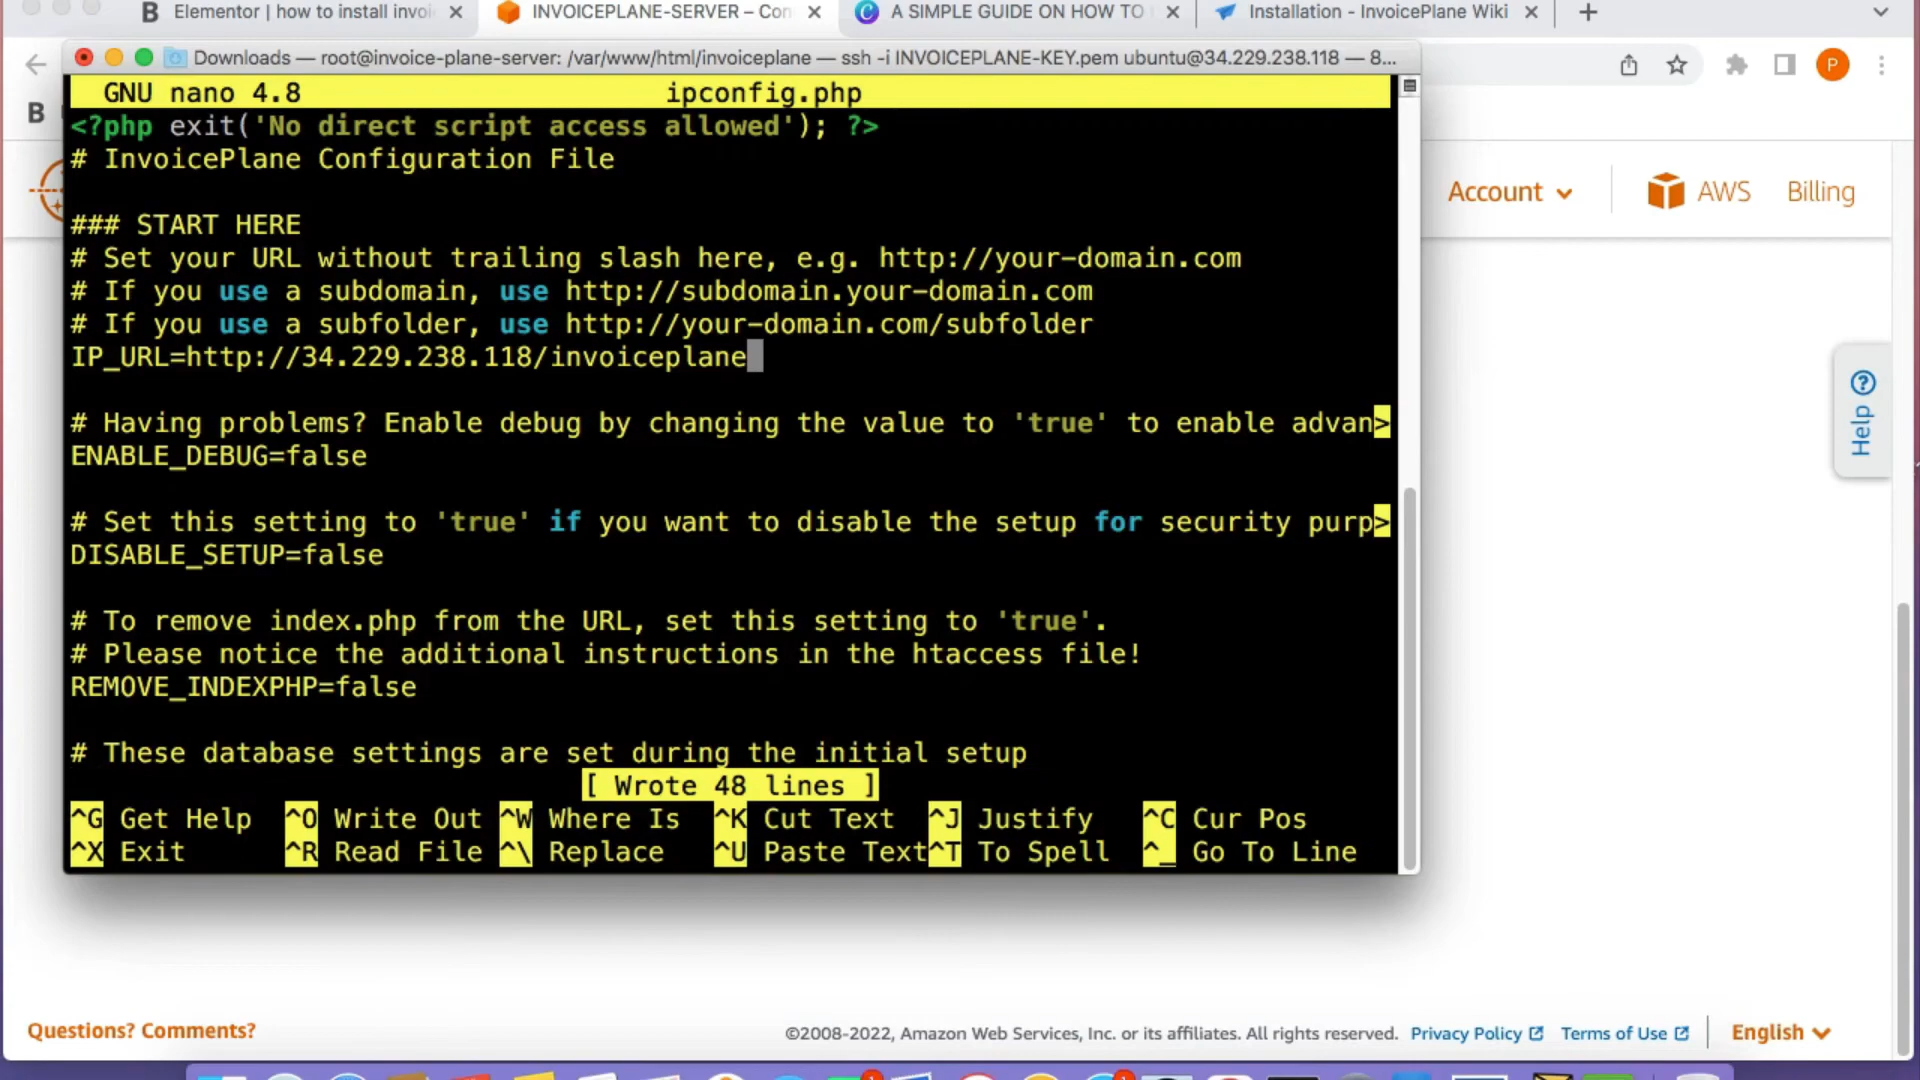 Elementor | how to install invoi
INVOICEPLANE-SERVER – Con
A SIMPLE GUIDE ON HOW TO
Installation - InvoicePlane Wiki
Downloads — root@invoice-plane-server: /var/www/html/invoiceplane — ssh -i INVOICEPLANE-KEY.pem ubuntu@34.229.238.118 — 8...
P
B
GNU nano 4.8 ipconfig.php
<?php exit('No direct script access allowed'); ?>
# InvoicePlane Configuration File
### START HERE
# Set your URL without trailing slash here, e.g. http://your-domain.com
# If you use a subdomain, use http://subdomain.your-domain.com
# If you use a subfolder, use http://your-domain.com/subfolder
IP_URL=http://34.229.238.118/invoiceplane
# Having problems? Enable debug by changing the value to 'true' to enable advan>
ENABLE_DEBUG=false
# Set this setting to 'true' if you want to disable the setup for security purp>
DISABLE_SETUP=false
# To remove index.php from the URL, set this setting to 'true'.
# Please notice the additional instructions in the htaccess file!
REMOVE_INDEXPHP=false
# These database settings are set during the initial setup
[ Wrote 48 lines ]
^G Get Help ^O Write Out ^W Where Is ^K Cut Text ^J Justify ^C Cur Pos
^X Exit ^R Read File ^\ Replace ^U Paste Text ^T To Spell ^_ Go To Line
Account
AWS
Billing
Help
Questions? Comments?
©2008-2022, Amazon Web Services, Inc. or its affiliates. All rights reserved. Privacy Policy Terms of Use English